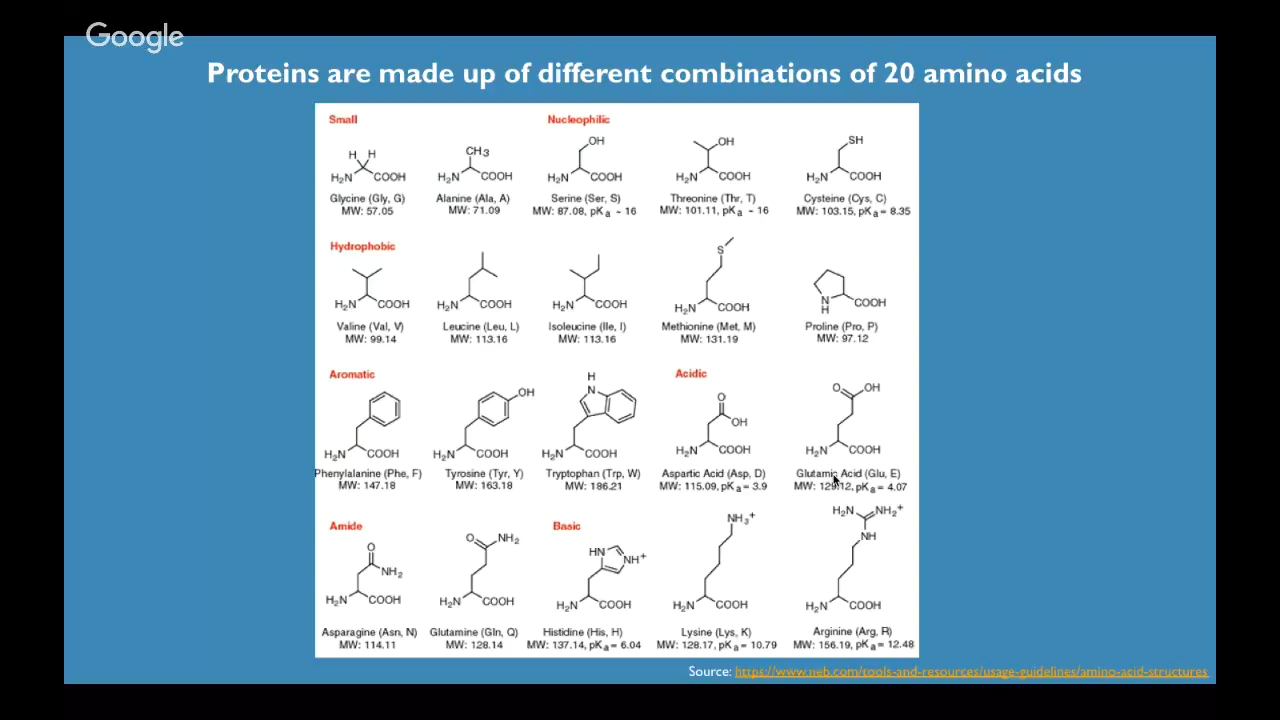 Google
Proteins are made up of different combinations of 20 amino acids
Small
Nucleophilic
H H
H₂N COOH
Glycine (Gly, G)
MW: 57.05
CH₃
H₂N COOH
Alanine (Ala, A)
MW: 71.09
OH
H₂N COOH
Serine (Ser, S)
MW: 87.08, pKₐ ~ 16
OH
H₂N COOH
Threonine (Thr, T)
MW: 101.11, pKₐ ~ 16
SH
H₂N COOH
Cysteine (Cys, C)
MW: 103.15, pKₐ = 8.35
Hydrophobic
H₂N COOH
Valine (Val, V)
MW: 99.14
H₂N COOH
Leucine (Leu, L)
MW: 113.16
H₂N COOH
Isoleucine (Ile, I)
MW: 113.16
S
H₂N COOH
Methionine (Met, M)
MW: 131.19
N
H
COOH
Proline (Pro, P)
MW: 97.12
Aromatic
Acidic
H₂N COOH
Phenylalanine (Phe, F)
MW: 147.18
OH
H₂N COOH
Tyrosine (Tyr, Y)
MW: 163.18
H
N
H₂N COOH
Tryptophan (Trp, W)
MW: 186.21
O
OH
H₂N COOH
Aspartic Acid (Asp, D)
MW: 115.09, pKₐ = 3.9
O OH
H₂N COOH
Glutamic Acid (Glu, E)
MW: 129.12, pKₐ = 4.07
Amide
Basic
O
NH₂
H₂N COOH
Asparagine (Asn, N)
MW: 114.11
O NH₂
H₂N COOH
Glutamine (Gln, Q)
MW: 128.14
HN NH⁺
H₂N COOH
Histidine (His, H)
MW: 137.14, pKₐ = 6.04
NH₃⁺
H₂N COOH
Lysine (Lys, K)
MW: 128.17, pKₐ = 10.79
H₂N NH₂⁺
NH
H₂N COOH
Arginine (Arg, R)
MW: 156.19, pKₐ = 12.48
Source: https://www.neb.com/tools-and-resources/usage-guidelines/amino-acid-structures